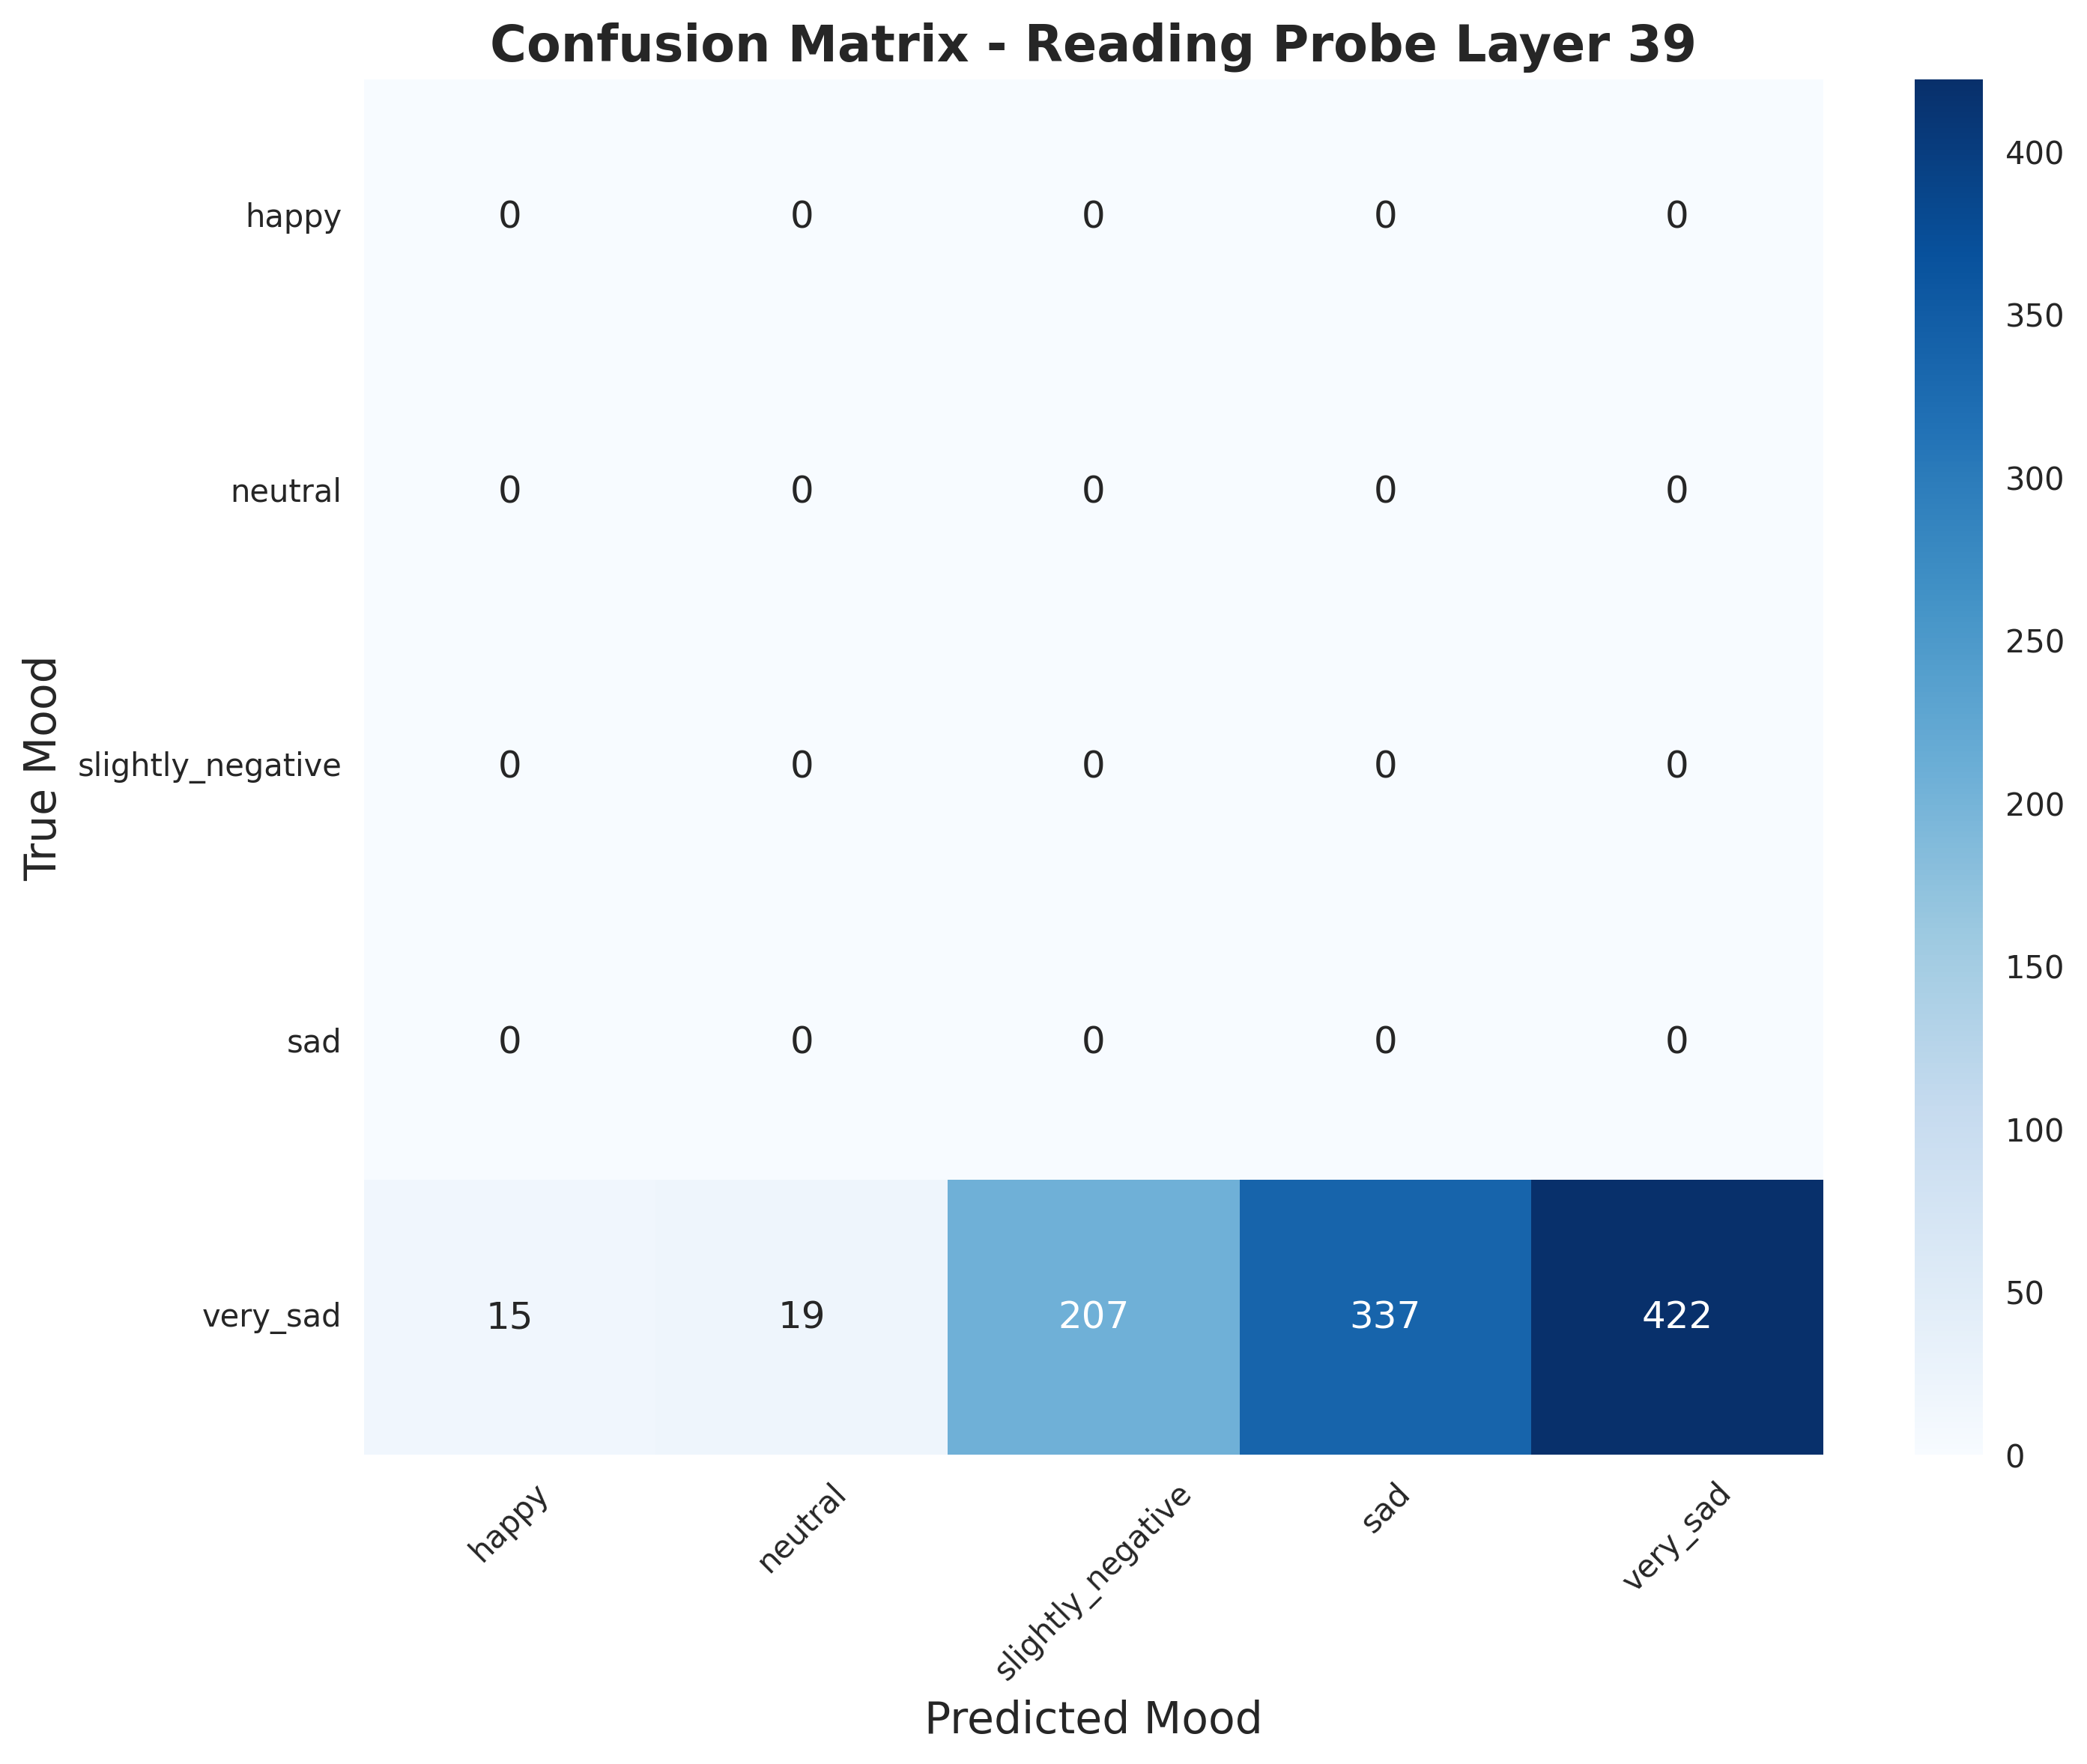 Confusion Matrix - Reading Probe Layer 39
True Mood
happy 0 0 0 0 0
neutral 0 0 0 0 0
slightly_negative 0 0 0 0 0
sad 0 0 0 0 0
very_sad 15 19 207 337 422
happy neutral slightly_negative sad very_sad
Predicted Mood
400
350
300
250
200
150
100
50
0